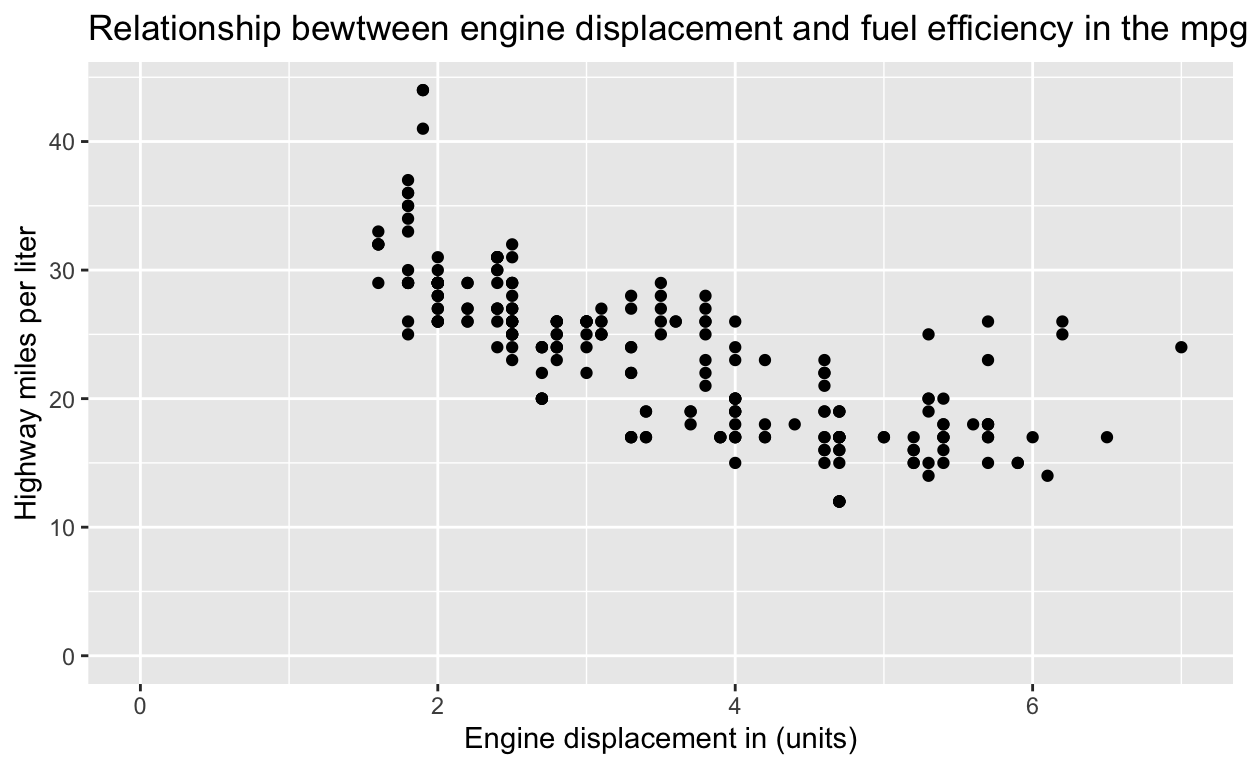 Relationship bewtween engine displacement and fuel efficiency in the mpg
Highway miles per liter
40
30
20
10
0
0 2 4 6
Engine displacement in (units)